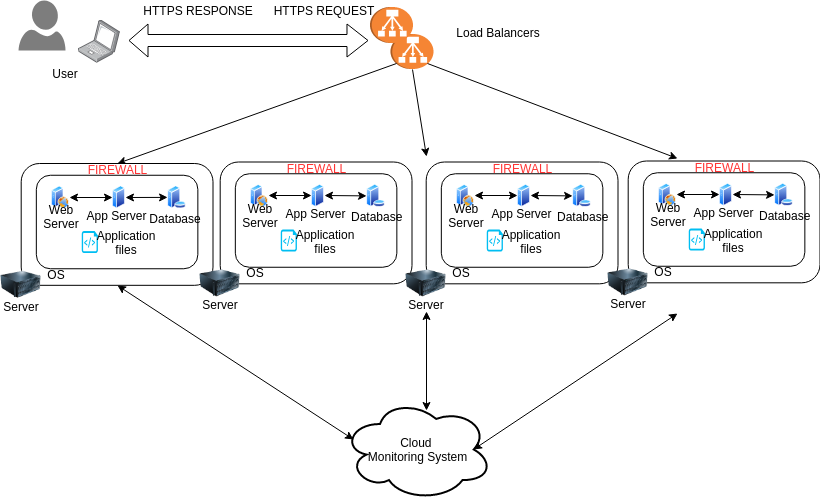 HTTPS RESPONSE
HTTPS REQUEST
Load Balancers
User
FIREWALL
Web
Server
App Server
Database
Application
files
OS
Server
FIREWALL
Web
Server
App Server
Database
Application
files
OS
Server
FIREWALL
Web
Server
App Server
Database
Application
files
OS
Server
FIREWALL
Web
Server
App Server
Database
Application
files
OS
Server
Cloud
Monitoring System